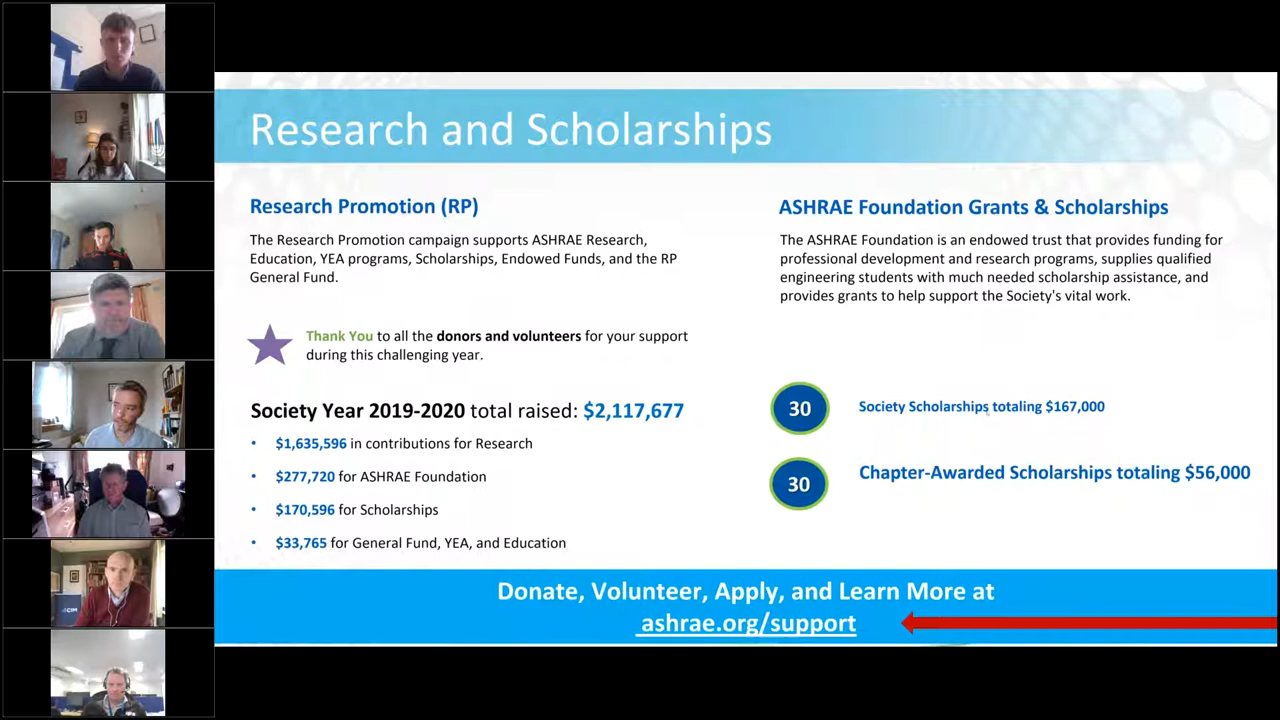 Research and Scholarships
Research Promotion (RP)
The Research Promotion campaign supports ASHRAE Research,
Education, YEA programs, Scholarships, Endowed Funds, and the RP
General Fund.
Thank You to all the donors and volunteers for your support
during this challenging year.
Society Year 2019-2020 total raised: $2,117,677
• $1,635,596 in contributions for Research
• $277,720 for ASHRAE Foundation
• $170,596 for Scholarships
• $33,765 for General Fund, YEA, and Education
ASHRAE Foundation Grants & Scholarships
The ASHRAE Foundation is an endowed trust that provides funding for
professional development and research programs, supplies qualified
engineering students with much needed scholarship assistance, and
provides grants to help support the Society's vital work.
30 Society Scholarships totaling $167,000
30 Chapter-Awarded Scholarships totaling $56,000
Donate, Volunteer, Apply, and Learn More at
ashrae.org/support
CIM